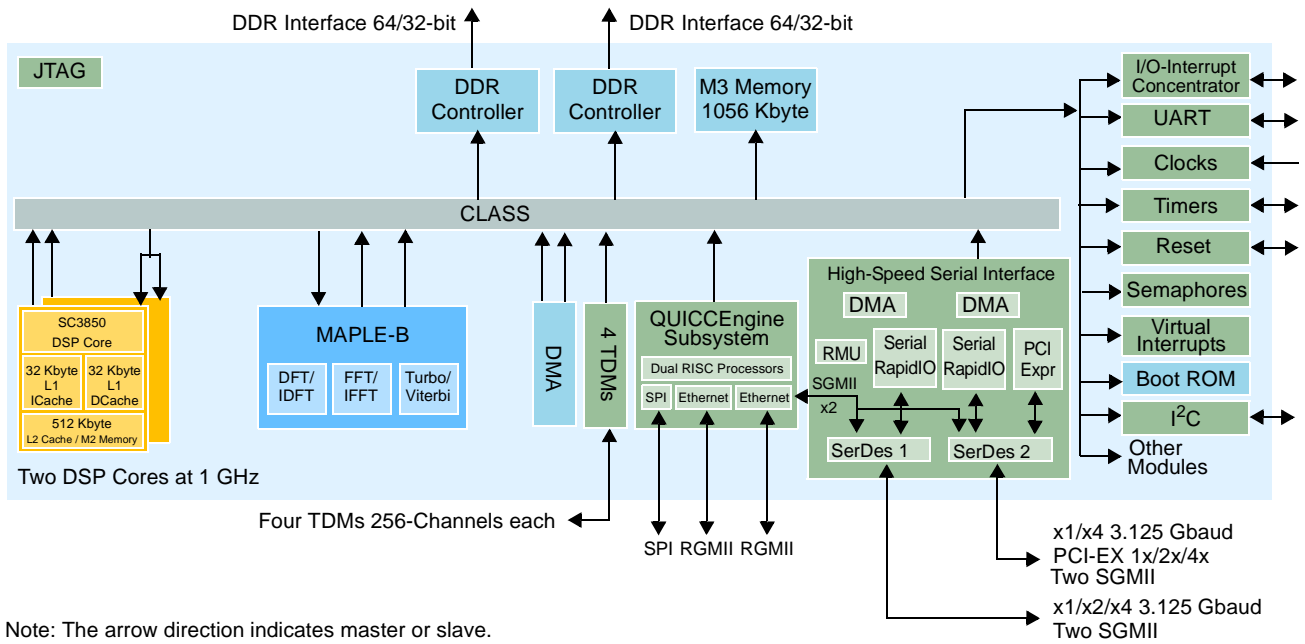 DDR Interface 64/32-bit
DDR Interface 64/32-bit
JTAG
DDR
Controller
DDR
Controller
M3 Memory
1056 Kbyte
I/O-Interrupt
Concentrator
UART
Clocks
Timers
Reset
Semaphores
Virtual
Interrupts
Boot ROM
I²C
Other
Modules
CLASS
SC3850
DSP Core
32 Kbyte
L1
ICache
32 Kbyte
L1
DCache
512 Kbyte
L2 Cache / M2 Memory
Two DSP Cores at 1 GHz
MAPLE-B
DFT/
IDFT
FFT/
IFFT
Turbo/
Viterbi
DMA
4 TDMs
QUICCEngine
Subsystem
Dual RISC Processors
SPI
Ethernet
Ethernet
High-Speed Serial Interface
DMA
DMA
RMU
Serial
RapidIO
Serial
RapidIO
PCI
Expr
SGMII
x2
SerDes 1
SerDes 2
Four TDMs 256-Channels each
SPI
RGMII
RGMII
x1/x4 3.125 Gbaud
PCI-EX 1x/2x/4x
Two SGMII
x1/x2/x4 3.125 Gbaud
Two SGMII
Note: The arrow direction indicates master or slave.